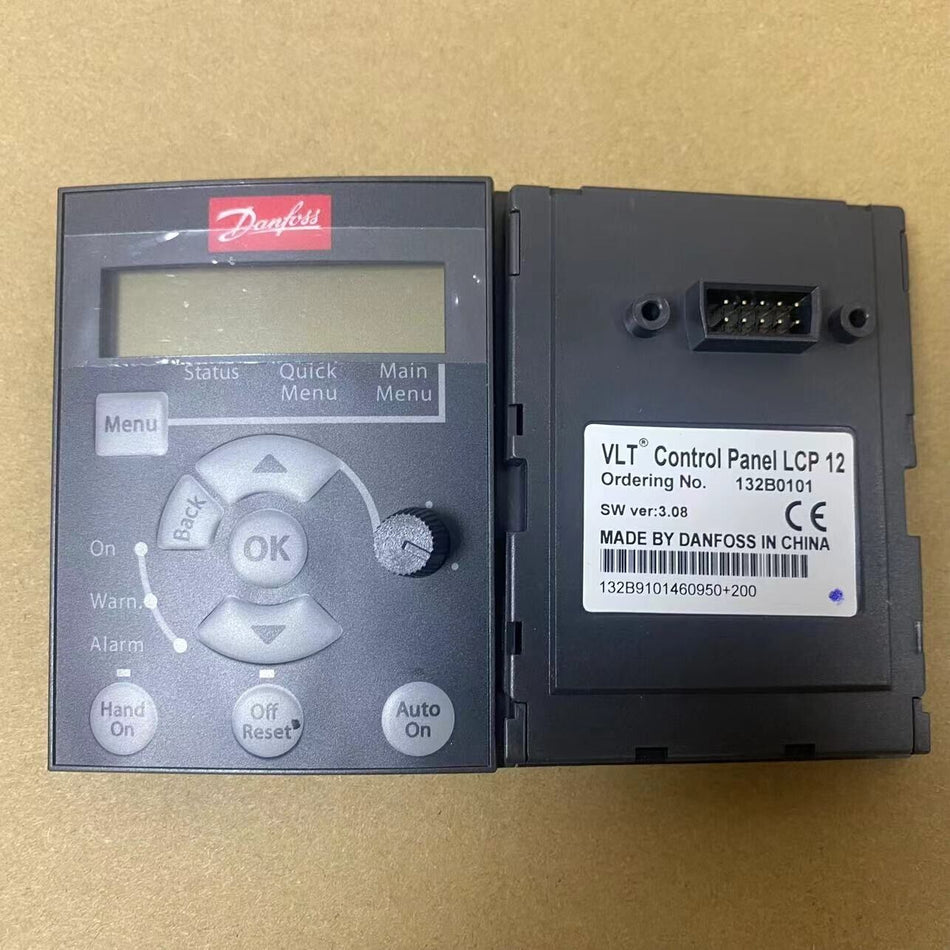 Danfoss
Status Quick Menu Main Menu
Menu
Back
OK
On
Warn.
Alarm
Hand On
Off Reset
Auto On
VLT® Control Panel LCP 12
Ordering No. 132B0101
SW ver:3.08 CE
MADE BY DANFOSS IN CHINA
132B9101460950+200